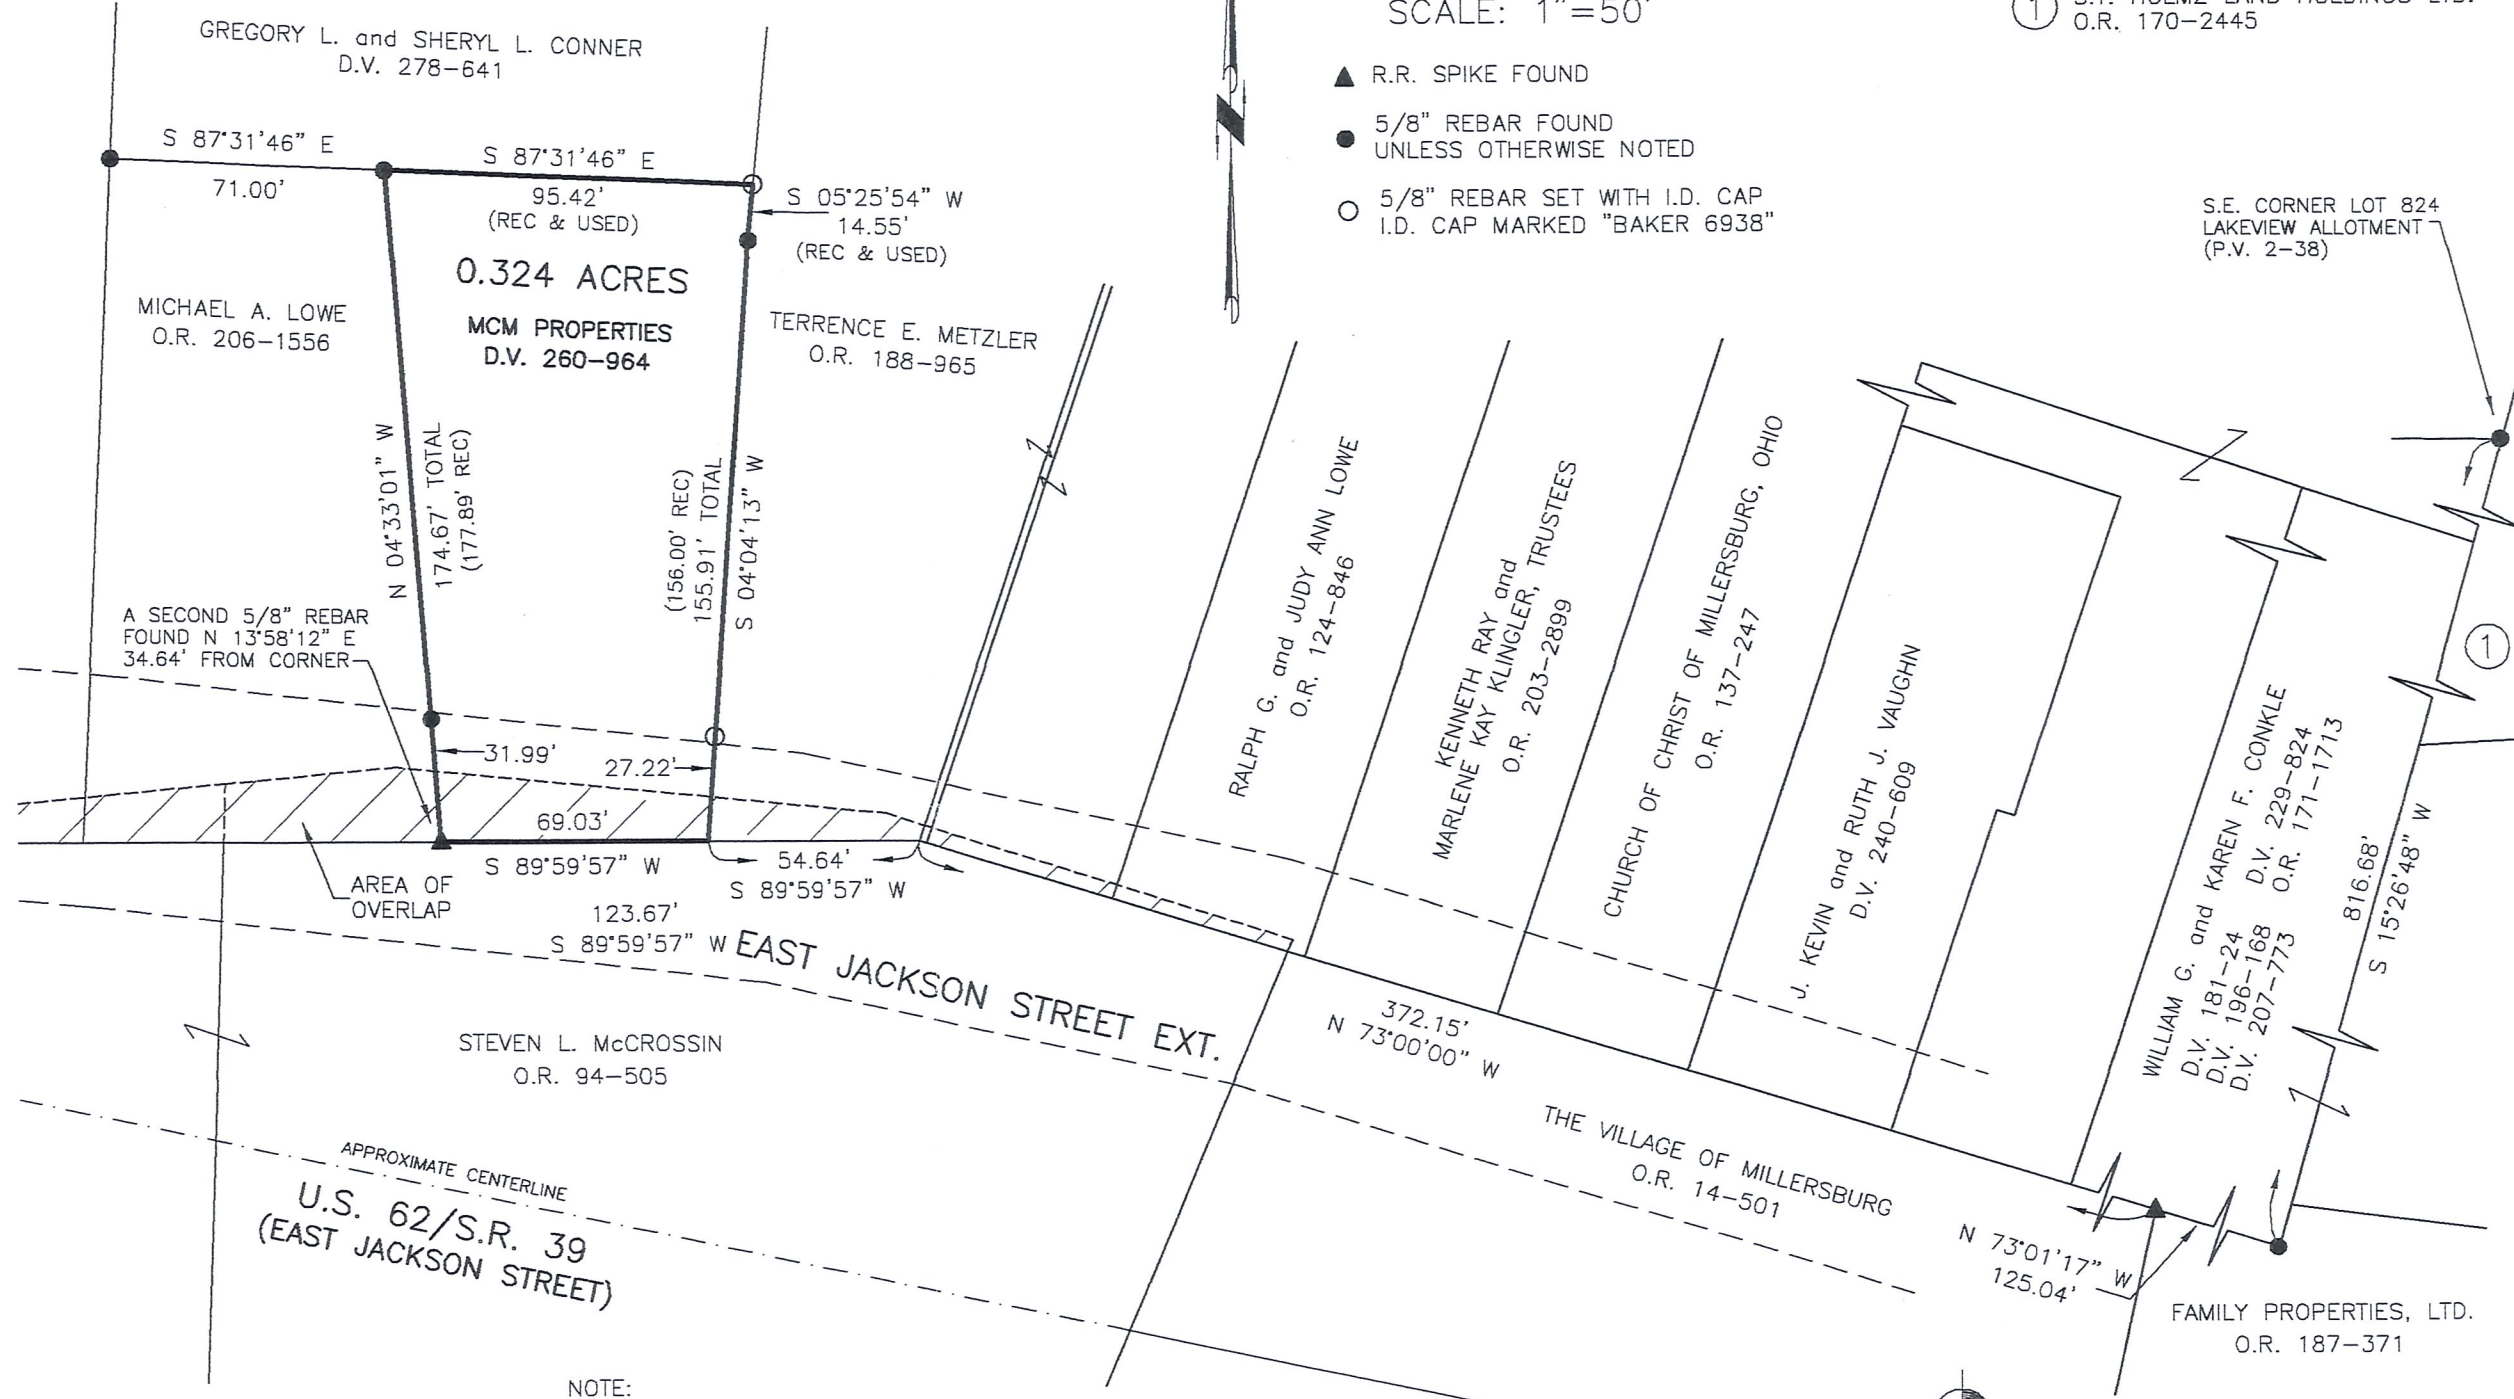 GREGORY L. and SHERYL L. CONNER
D.V. 278-641
SCALE: 1"=50'
1
O.R. 170-2445
▲ R.R. SPIKE FOUND
● 5/8" REBAR FOUND
UNLESS OTHERWISE NOTED
○ 5/8" REBAR SET WITH I.D. CAP
I.D. CAP MARKED "BAKER 6938"
S.E. CORNER LOT 824
LAKEVIEW ALLOTMENT
(P.V. 2-38)
S 87°31'46" E
71.00'
S 87°31'46" E
95.42'
(REC & USED)
S 05°25'54" W
14.55'
(REC & USED)
0.324 ACRES
MCM PROPERTIES
D.V. 260-964
MICHAEL A. LOWE
O.R. 206-1556
TERRENCE E. METZLER
O.R. 188-965
N 04°33'01" W
174.67' TOTAL
(177.89' REC)
(156.00' REC)
155.91' TOTAL
S 04°04'13" W
A SECOND 5/8" REBAR
FOUND N 13°58'12" E
34.64' FROM CORNER
31.99'
27.22'
69.03'
S 89°59'57" W
54.64'
S 89°59'57" W
123.67'
S 89°59'57" W
AREA OF
OVERLAP
EAST JACKSON STREET EXT.
RALPH G. and JUDY ANN LOWE
O.R. 124-846
KENNETH RAY and
MARLENE KAY KLINGLER, TRUSTEES
O.R. 203-2899
CHURCH OF CHRIST OF MILLERSBURG, OHIO
O.R. 137-247
J. KEVIN and RUTH J. VAUGHN
D.V. 240-609
WILLIAM G. and KAREN F. CONKLE
D.V. 181-24 D.V. 229-824
D.V. 196-168 O.R. 171-1713
D.V. 207-773
816.68'
S 15°26'48" W
1
372.15'
N 73°00'00" W
STEVEN L. McCROSSIN
O.R. 94-505
THE VILLAGE OF MILLERSBURG
O.R. 14-501
N 73°01'17" W
125.04'
APPROXIMATE CENTERLINE
U.S. 62/S.R. 39
(EAST JACKSON STREET)
FAMILY PROPERTIES, LTD.
O.R. 187-371
NOTE: